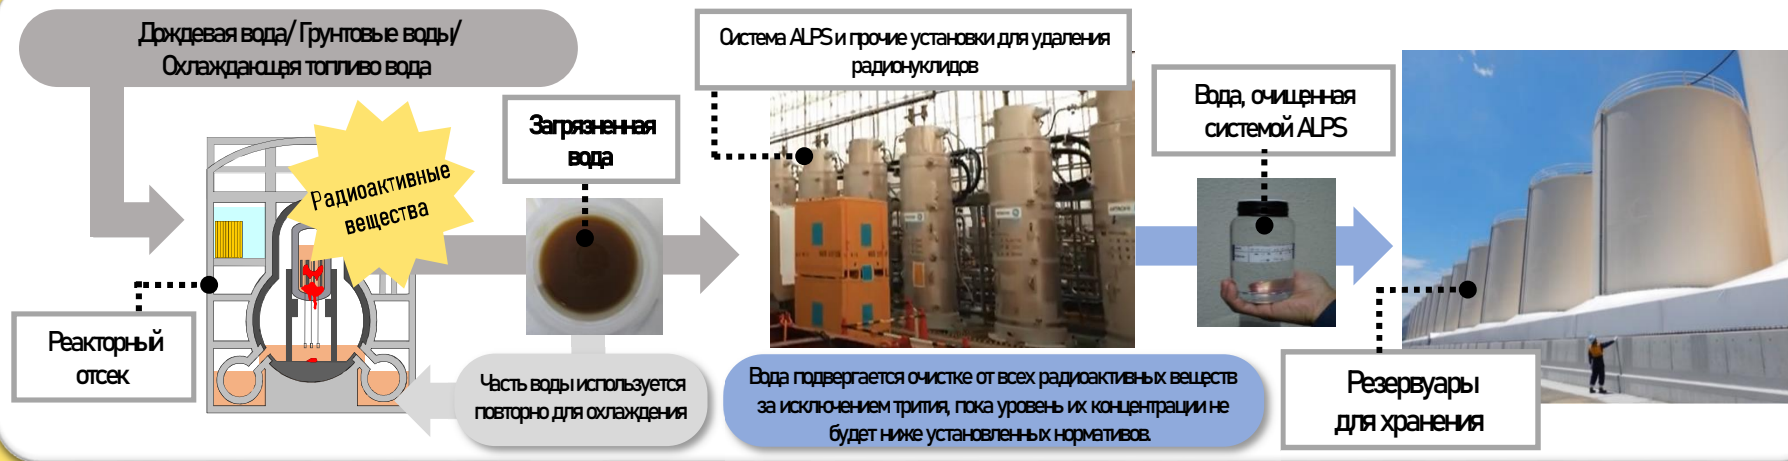 Дождевая вода/ Грунтовые воды/
Охлаждающая топливо вода
Радиоактивные
вещества
Реакторный
отсек
Загрязненная
вода
Часть воды используется
повторно для охлаждения
Система ALPS и прочие установки для удаления
радионуклидов
Вода подвергается очистке от всех радиоактивных веществ
за исключением трития, пока уровень их концентрации не
будет ниже установленных нормативов.
Вода, очищенная
системой ALPS
Резервуары
для хранения